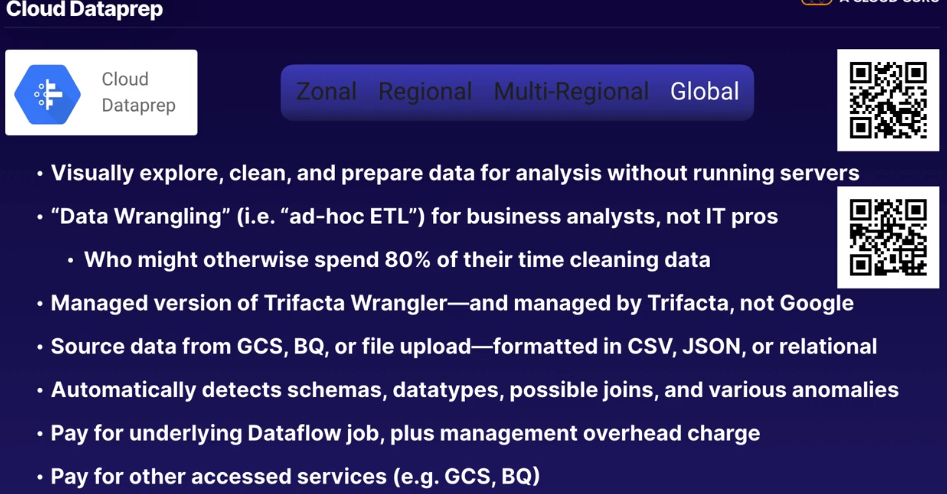 Cloud Dataprep
A CLOUD GURU
Cloud
Dataprep
Zonal Regional Multi-Regional Global
• Visually explore, clean, and prepare data for analysis without running servers
• “Data Wrangling” (i.e. “ad-hoc ETL”) for business analysts, not IT pros
• Who might otherwise spend 80% of their time cleaning data
• Managed version of Trifacta Wrangler—and managed by Trifacta, not Google
• Source data from GCS, BQ, or file upload—formatted in CSV, JSON, or relational
• Automatically detects schemas, datatypes, possible joins, and various anomalies
• Pay for underlying Dataflow job, plus management overhead charge
• Pay for other accessed services (e.g. GCS, BQ)